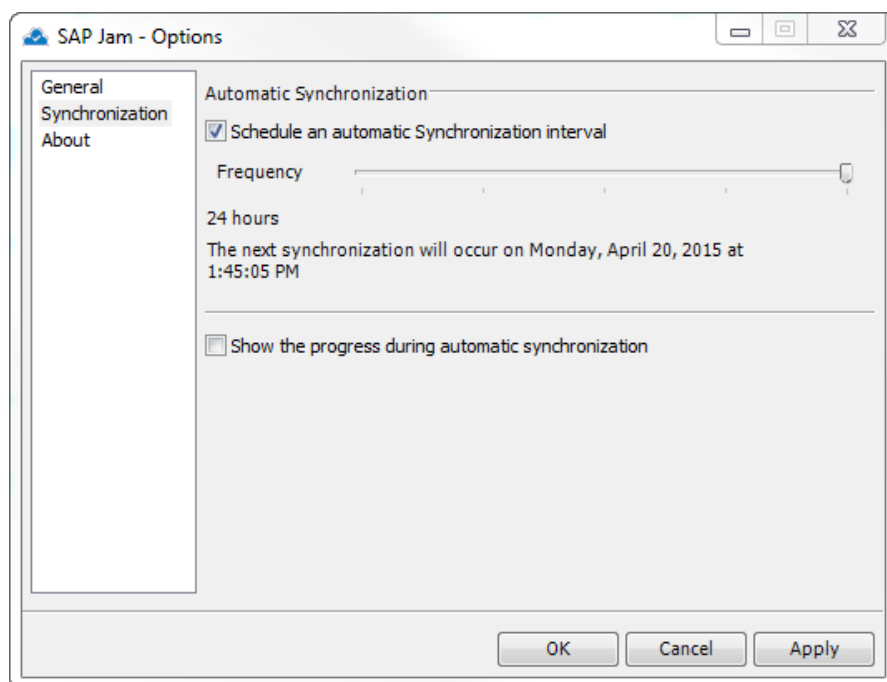 SAP Jam - Options
General
Synchronization
About
Automatic Synchronization
Schedule an automatic Synchronization interval
Frequency
24 hours
The next synchronization will occur on Monday, April 20, 2015 at
1:45:05 PM
Show the progress during automatic synchronization
OK
Cancel
Apply